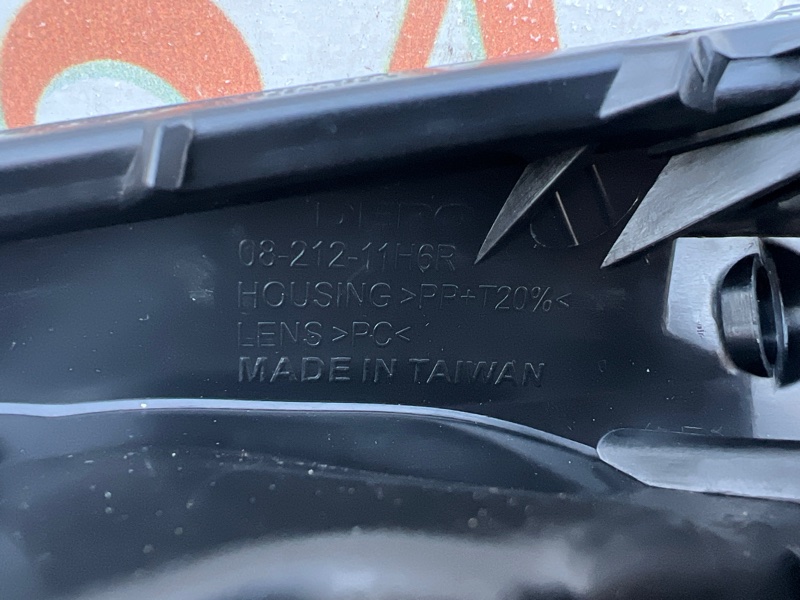 08-212-11H6R
HOUSING >PP+T20%<
LENS >PC<
MADE IN TAIWAN